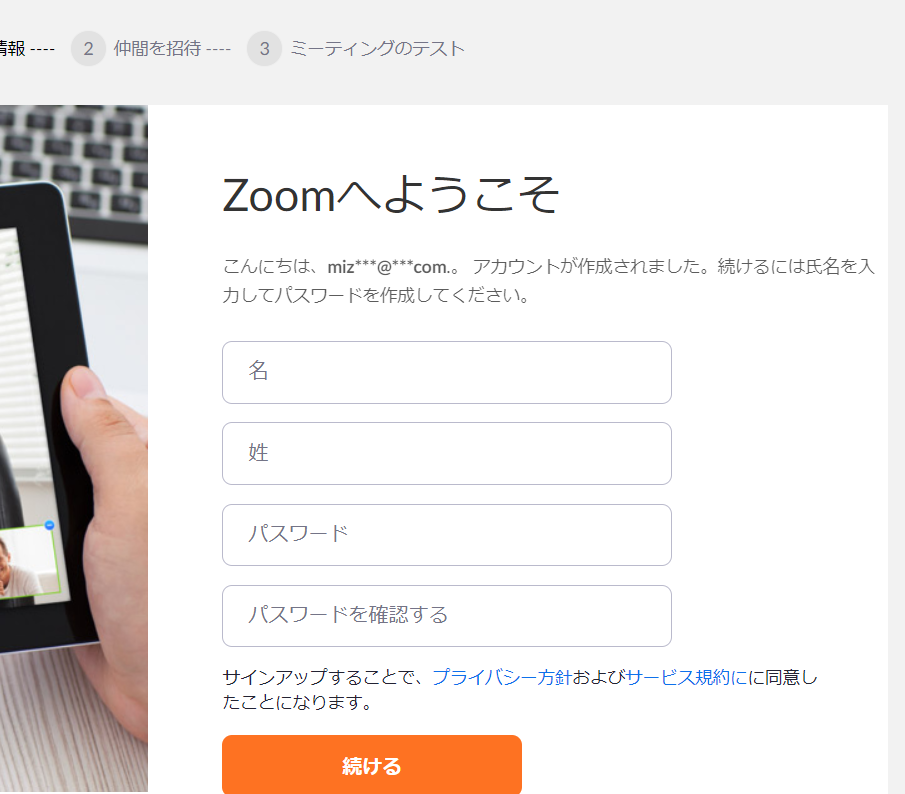 情報 ----
2
仲間を招待 ----
3
ミーティングのテスト
Zoomへようこそ
こんにちは、miz***@***com.。 アカウントが作成されました。続けるには氏名を入
力してパスワードを作成してください。
名
姓
パスワード
パスワードを確認する
サインアップすることで、プライバシー方針およびサービス規約にに同意し
たことになります。
続ける